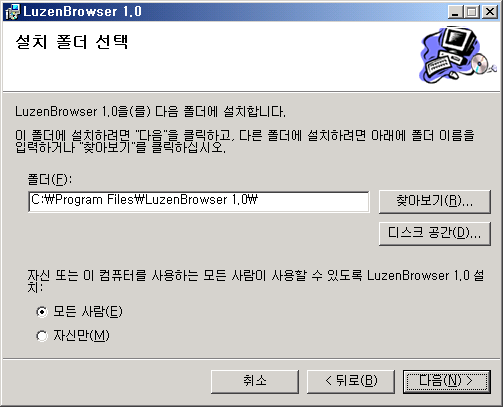 LuzenBrowser 1.0
설치 폴더 선택
LuzenBrowser 1.0을(를) 다음 폴더에 설치합니다.
이 폴더에 설치하려면 "다음"을 클릭하고, 다른 폴더에 설치하려면 아래에 폴더 이름을
입력하거나 "찾아보기"를 클릭하십시오.
폴더(F):
C:₩Program Files₩LuzenBrowser 1.0₩
찾아보기(R)...
디스크 공간(D)...
자신 또는 이 컴퓨터를 사용하는 모든 사람이 사용할 수 있도록 LuzenBrowser 1.0 설
치:
모든 사람(E)
자신만(M)
취소
< 뒤로(B)
다음(N) >